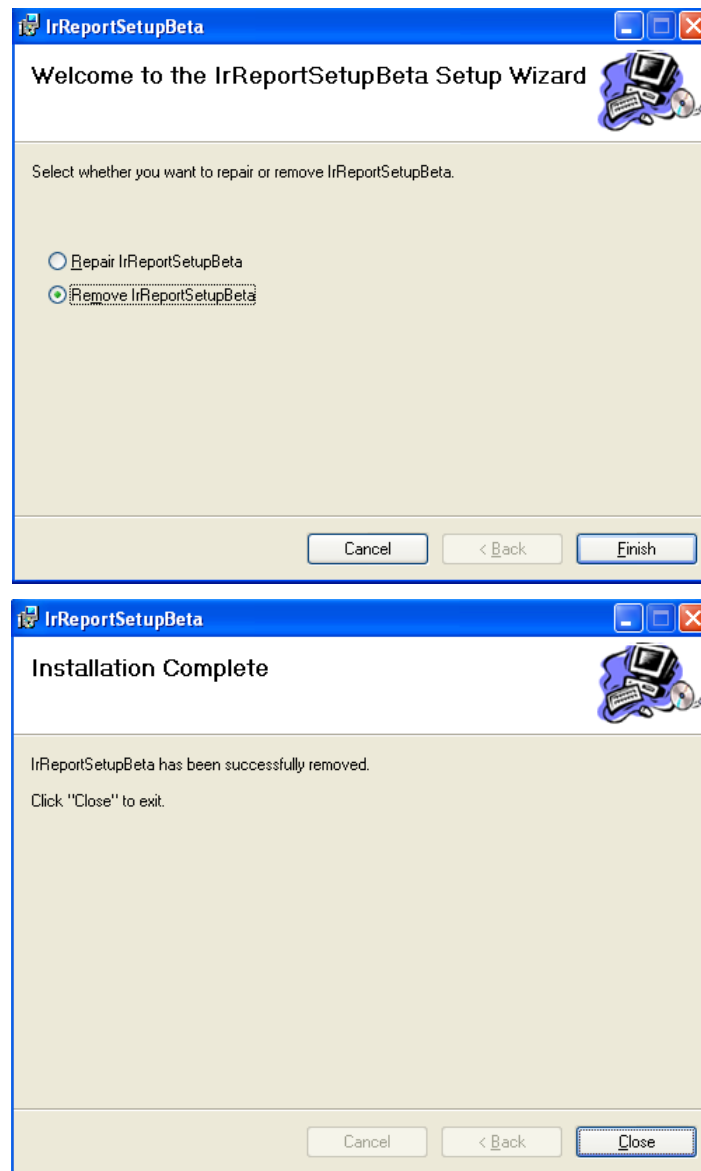 IrReportSetupBeta
Welcome to the IrReportSetupBeta Setup Wizard
Select whether you want to repair or remove IrReportSetupBeta.
Repair IrReportSetupBeta
Remove IrReportSetupBeta
Cancel
< Back
Finish
IrReportSetupBeta
Installation Complete
IrReportSetupBeta has been successfully removed.
Click "Close" to exit.
Cancel
< Back
Close